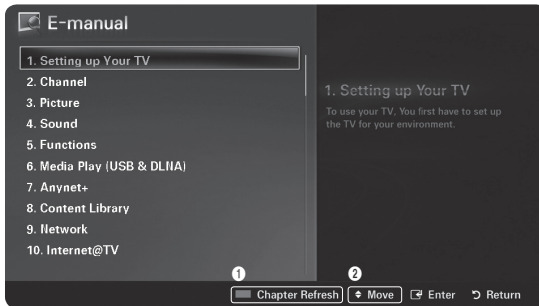 E-manual
1. Setting up Your TV
2. Channel
3. Picture
4. Sound
5. Functions
6. Media Play (USB & DLNA)
7. Anynet+
8. Content Library
9. Network
10. Internet@TV
1. Setting up Your TV
To use your TV, You first have to set up
the TV for your environment.
1 2
Chapter Refresh Move Enter Return